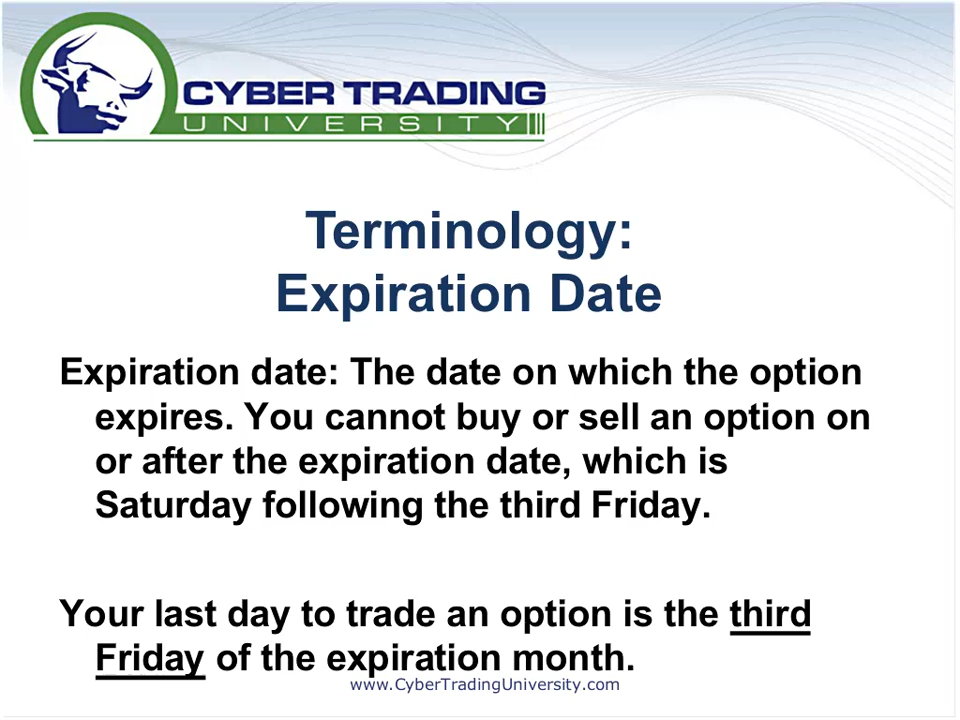 CYBER TRADING
UNIVERSITY
Terminology:
Expiration Date
Expiration date: The date on which the option
expires. You cannot buy or sell an option on
or after the expiration date, which is
Saturday following the third Friday.
Your last day to trade an option is the third
Friday of the expiration month.
www.CyberTradingUniversity.com